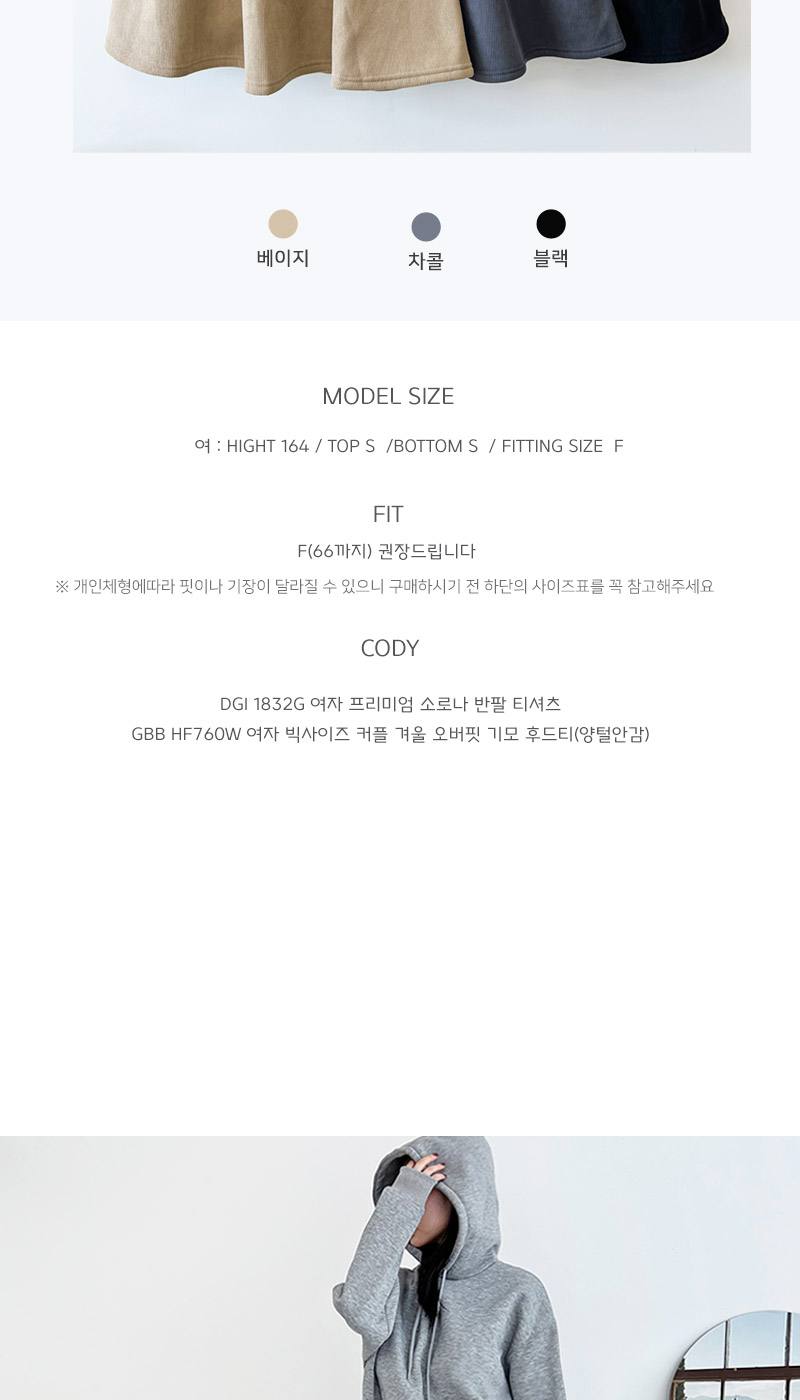 베이지
차콜
블랙
MODEL SIZE
여 : HIGHT 164 / TOP S /BOTTOM S / FITTING SIZE F
FIT
F(66까지) 권장드립니다
※ 개인체형에따라 핏이나 기장이 달라질 수 있으니 구매하시기 전 하단의 사이즈표를 꼭 참고해주세요
CODY
DGI 1832G 여자 프리미엄 소로나 반팔 티셔츠
GBB HF760W 여자 빅사이즈 커플 겨울 오버핏 기모 후드티(양털안감)